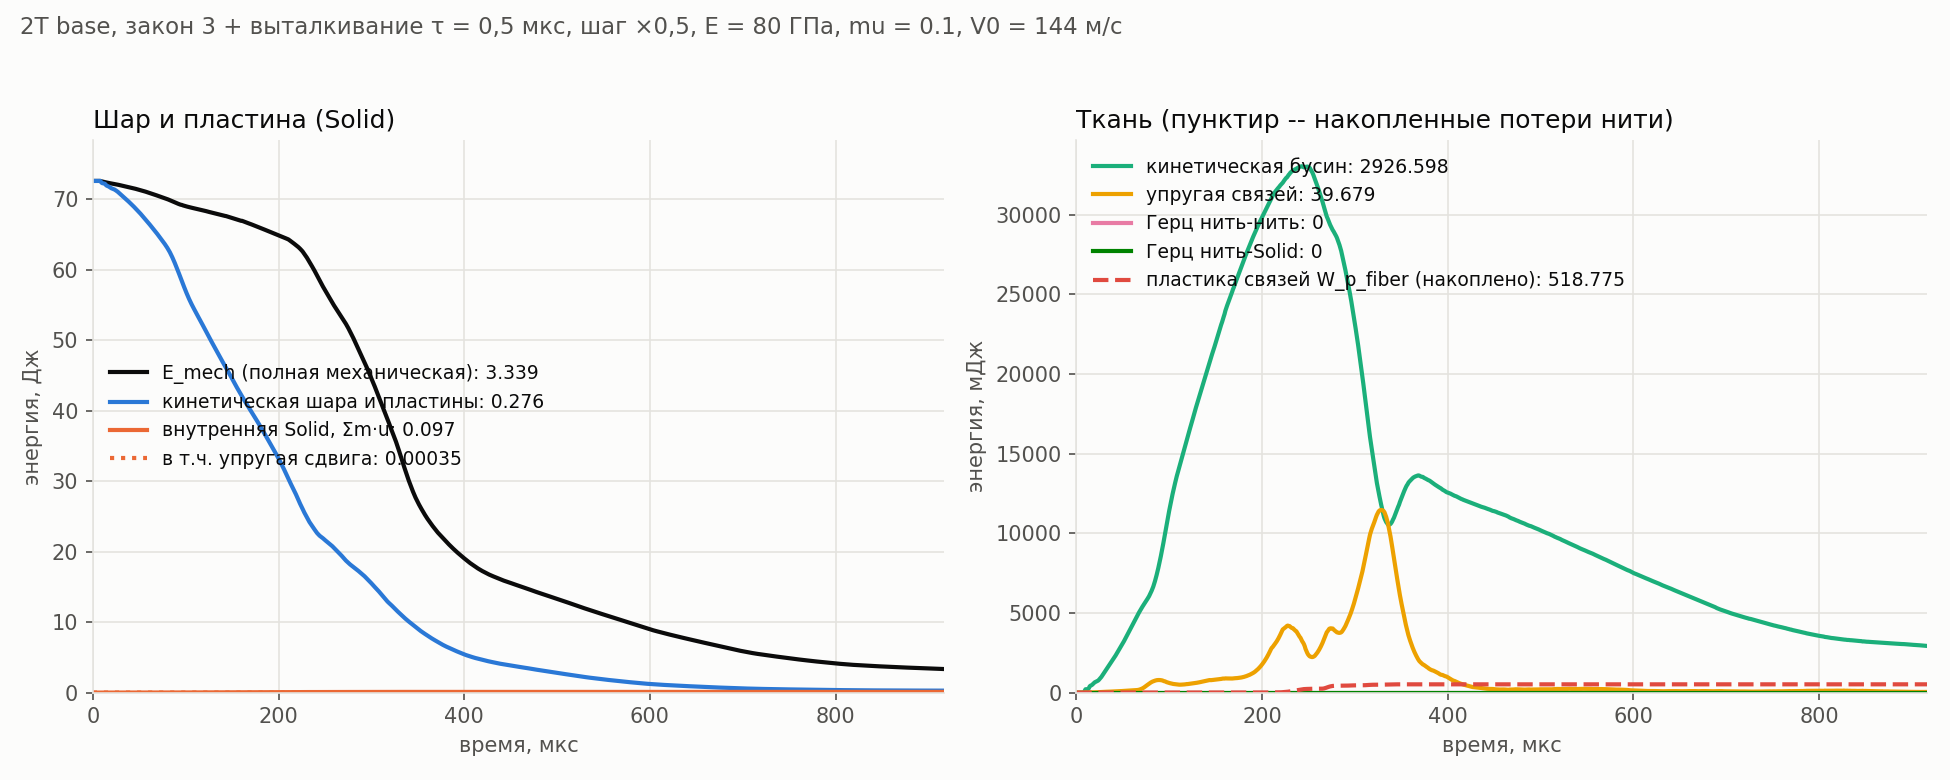 2T base, закон 3 + выталкивание τ = 0,5 мкс, шаг ×0,5, E = 80 ГПа, mu = 0.1, V0 = 144 м/с
Шар и пластина (Solid)
энергия, Дж
70
60
50
40
30
20
10
0
E_mech (полная механическая): 3.339
кинетическая шара и пластины: 0.276
внутренняя Solid, Σm·u: 0.097
в т.ч. упругая сдвига: 0.00035
0
200
400
600
800
время, мкс
Ткань (пунктир -- накопленные потери нити)
энергия, мДж
30000
25000
20000
15000
10000
5000
0
кинетическая бусин: 2926.598
упругая связей: 39.679
Герц нить-нить: 0
Герц нить-Solid: 0
пластика связей W_p_fiber (накоплено): 518.775
0
200
400
600
800
время, мкс